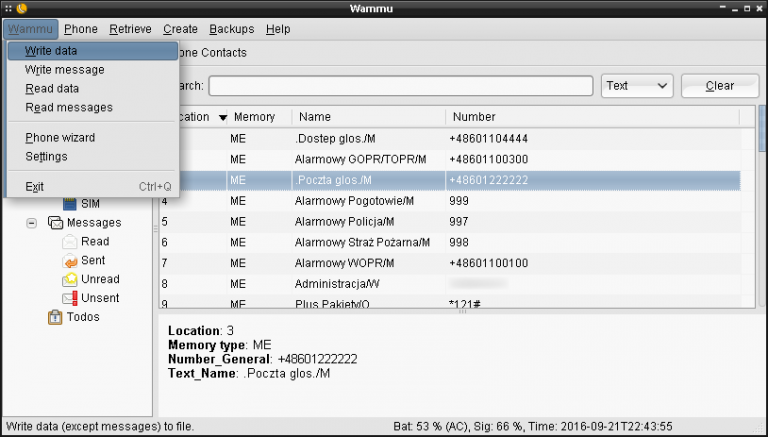 Wammu
Wammu Phone Retrieve Create Backups Help
Write data
Write message
Read data
Read messages
Phone wizard
Settings
Exit Ctrl+Q
SIM
Messages
Read
Sent
Unread
Unsent
Todos
one Contacts
arch: Text Clear
cation Memory Name Number
ME .Dostep glos./M +48601104444
ME Alarmowy GOPR/TOPR/M +48601100300
ME .Poczta glos./M +48601222222
4 ME Alarmowy Pogotowie/M 999
5 ME Alarmowy Policja/M 997
6 ME Alarmowy Straż Pożarna/M 998
7 ME Alarmowy WOPR/M +48601100100
8 ME Administracja/W
9 ME Plus Pakiety/O *121#
Location: 3
Memory type: ME
Number_General: +48601222222
Text_Name: .Poczta glos./M
Write data (except messages) to file. Bat: 53 % (AC), Sig: 66 %, Time: 2016-09-21T22:43:55